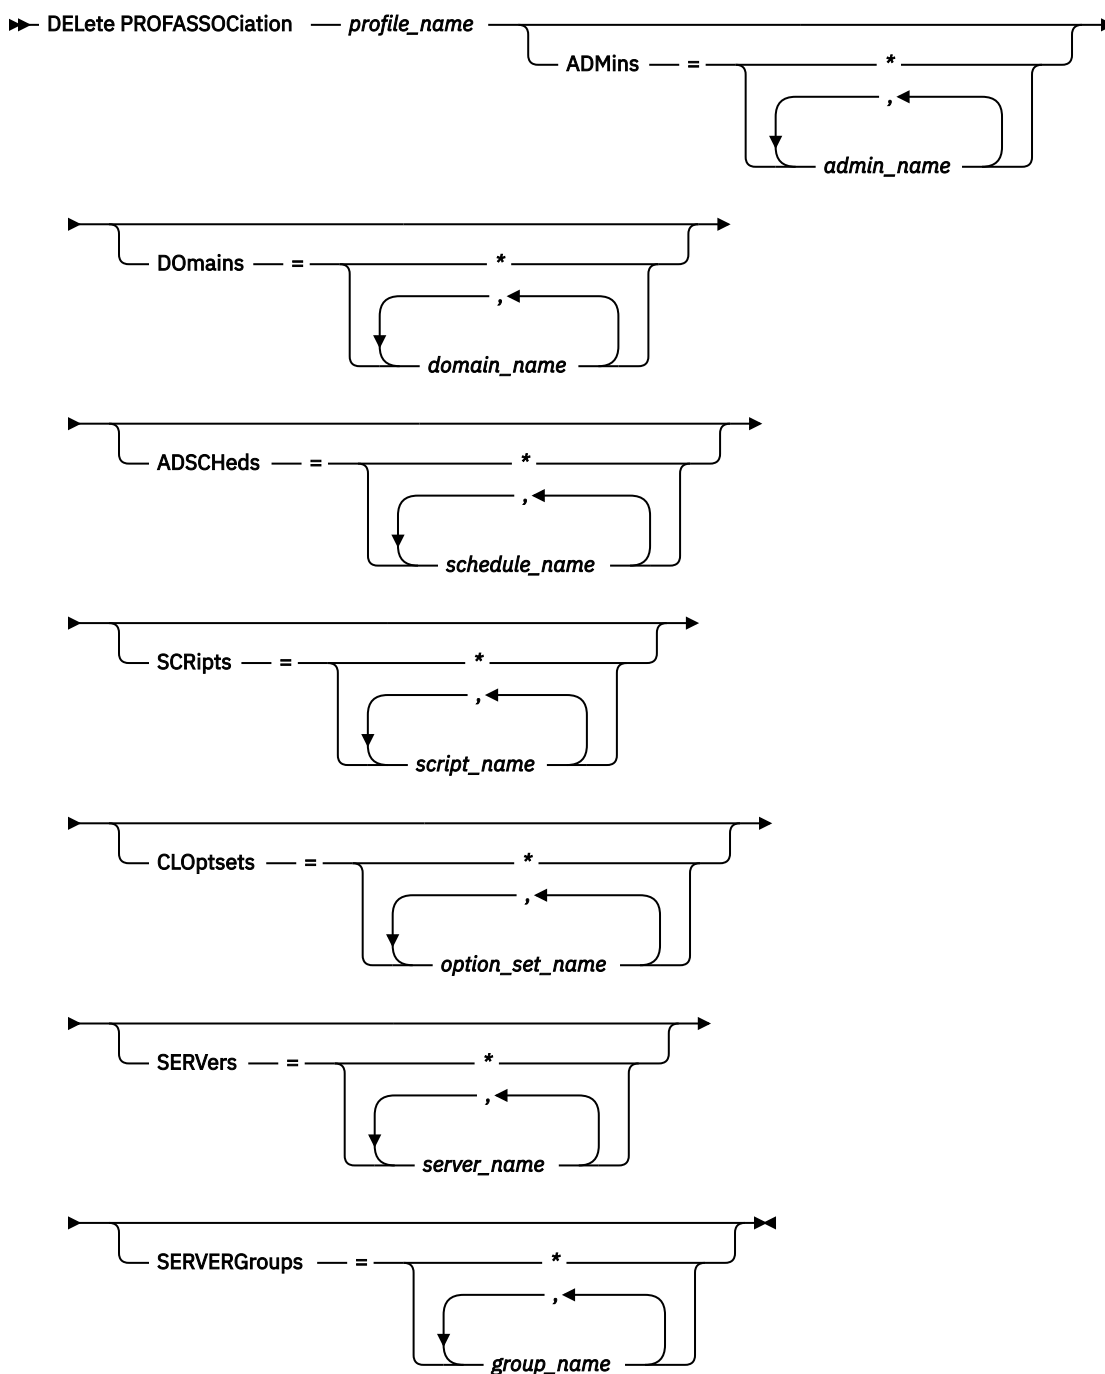 DELete PROFASSOCiation profile_name
ADMins = *
,
admin_name
DOmains = *
,
domain_name
ADSCHeds = *
,
schedule_name
SCRipts = *
,
script_name
CLOptsets = *
,
option_set_name
SERVers = *
,
server_name
SERVERGroups = *
,
group_name